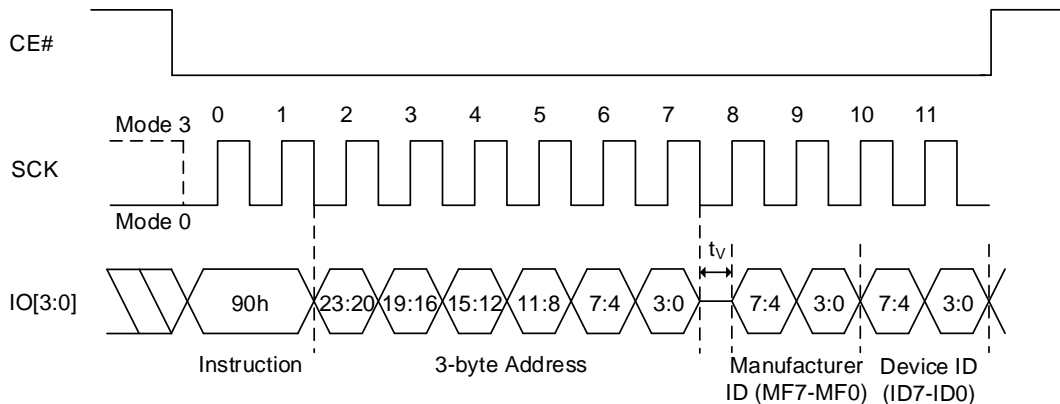 CE#
0 1 2 3 4 5 6 7 8 9 10 11
Mode 3
SCK
Mode 0
tV
IO[3:0] 90h 23:20 19:16 15:12 11:8 7:4 3:0 7:4 3:0 7:4 3:0
Instruction 3-byte Address Manufacturer Device ID
ID (MF7-MF0) (ID7-ID0)